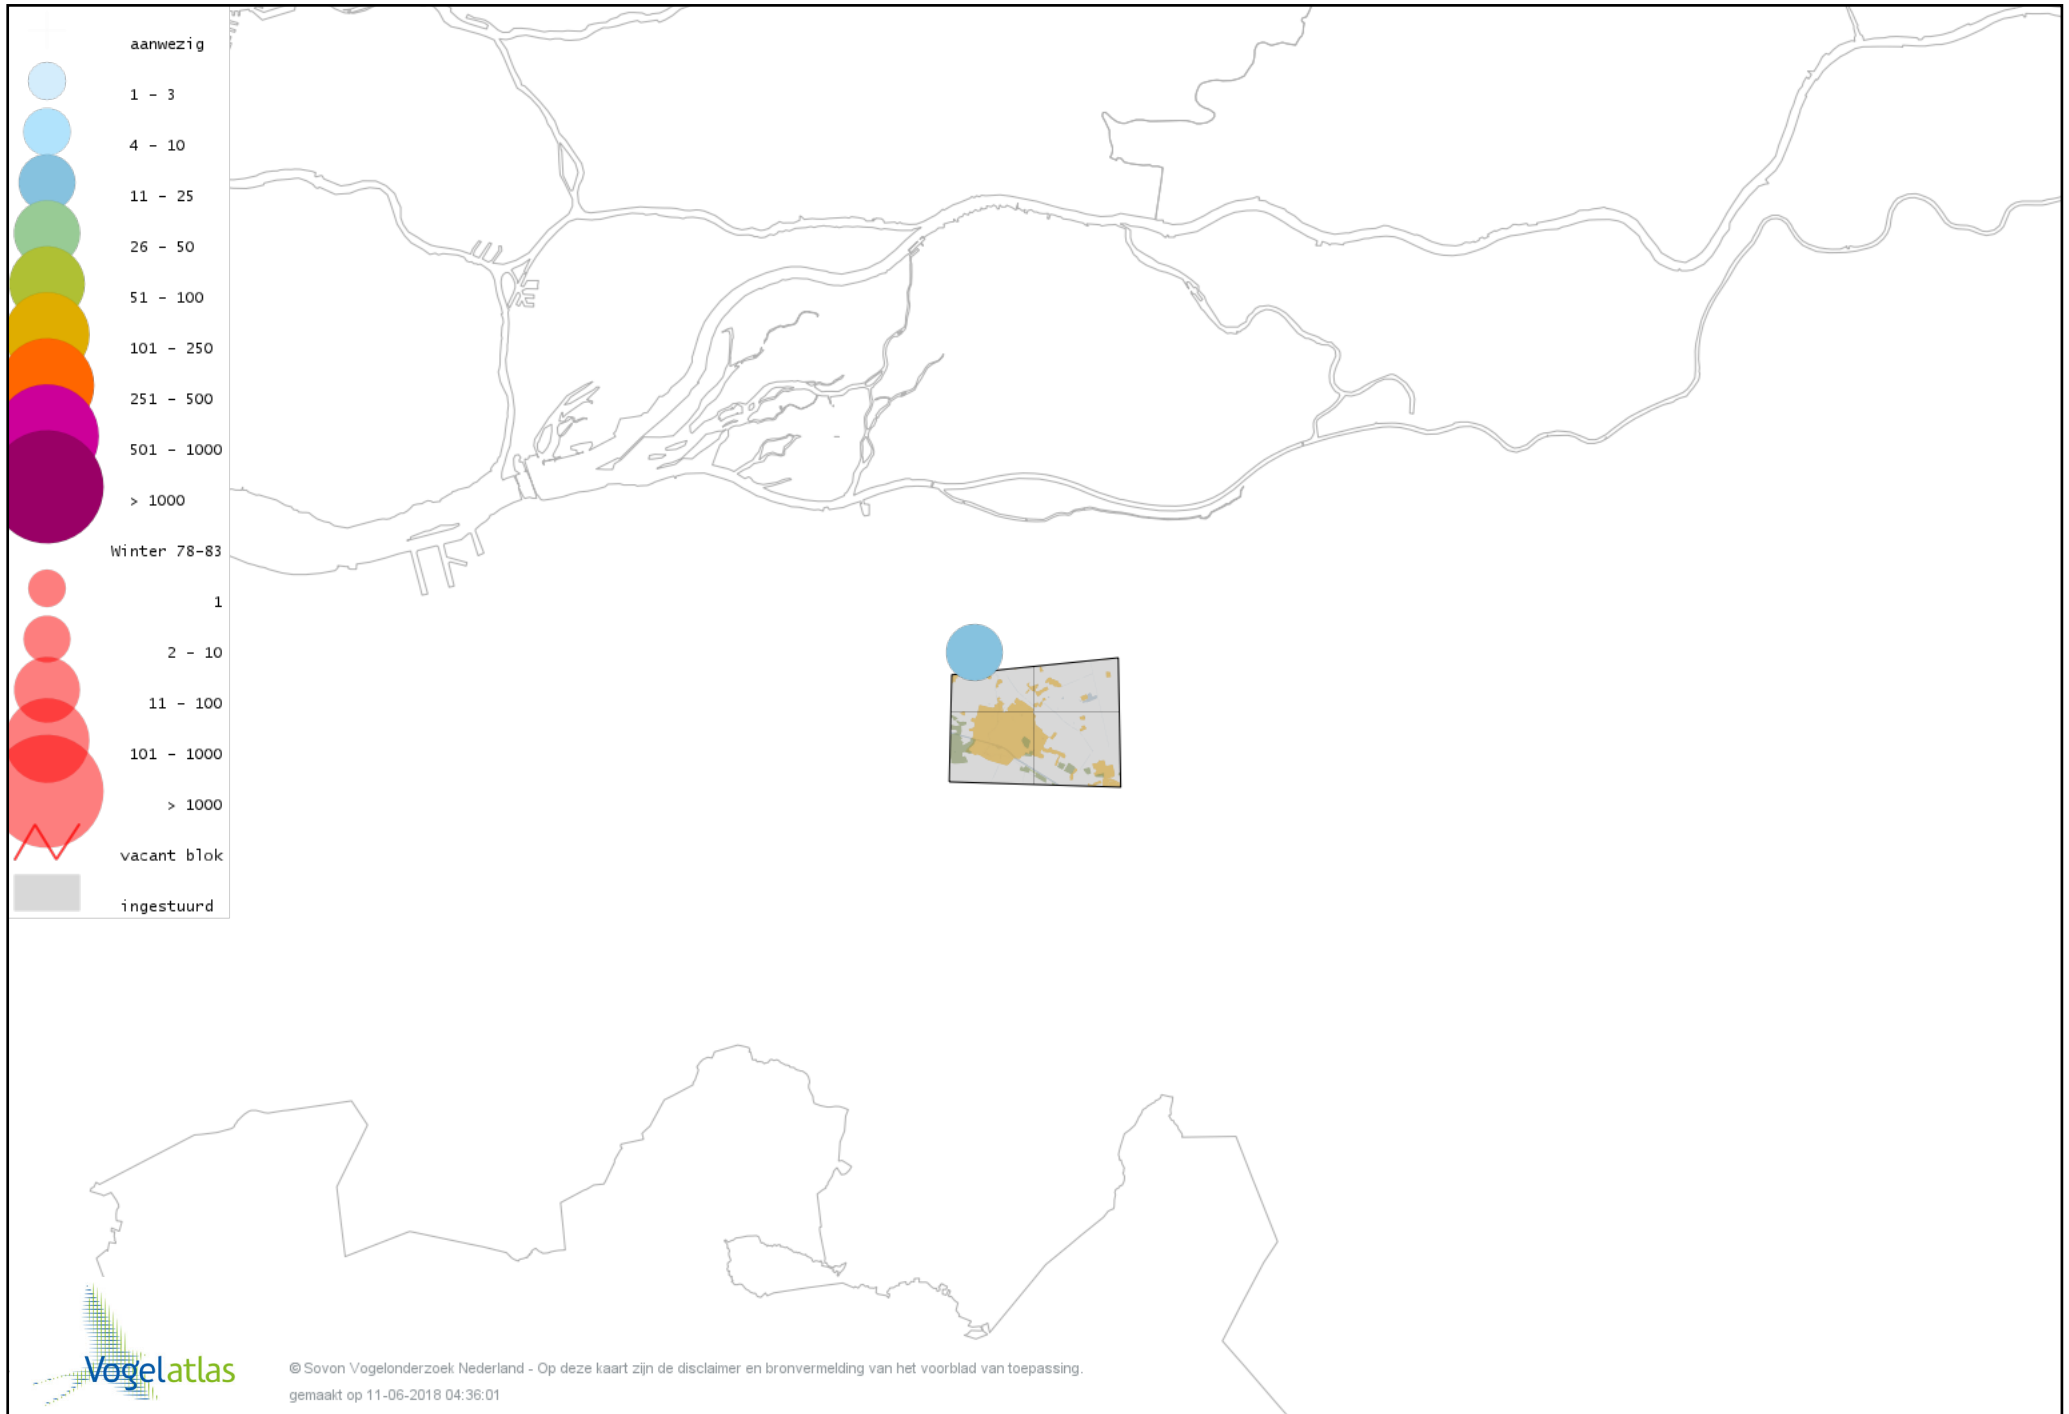 aanwezig
1 - 3
4 - 10
11 - 25
26 - 50
51 - 100
101 - 250
251 - 500
501 - 1000
> 1000
Winter 78-83
1
2 - 10
11 - 100
101 - 1000
> 1000
vacant blok
ingestuurd
Vogelatlas
© Sovon Vogelonderzoek Nederland - Op deze kaart zijn de disclaimer en bronvermelding van het voorblad van toepassing.
gemaakt op 11-06-2018 04:36:01